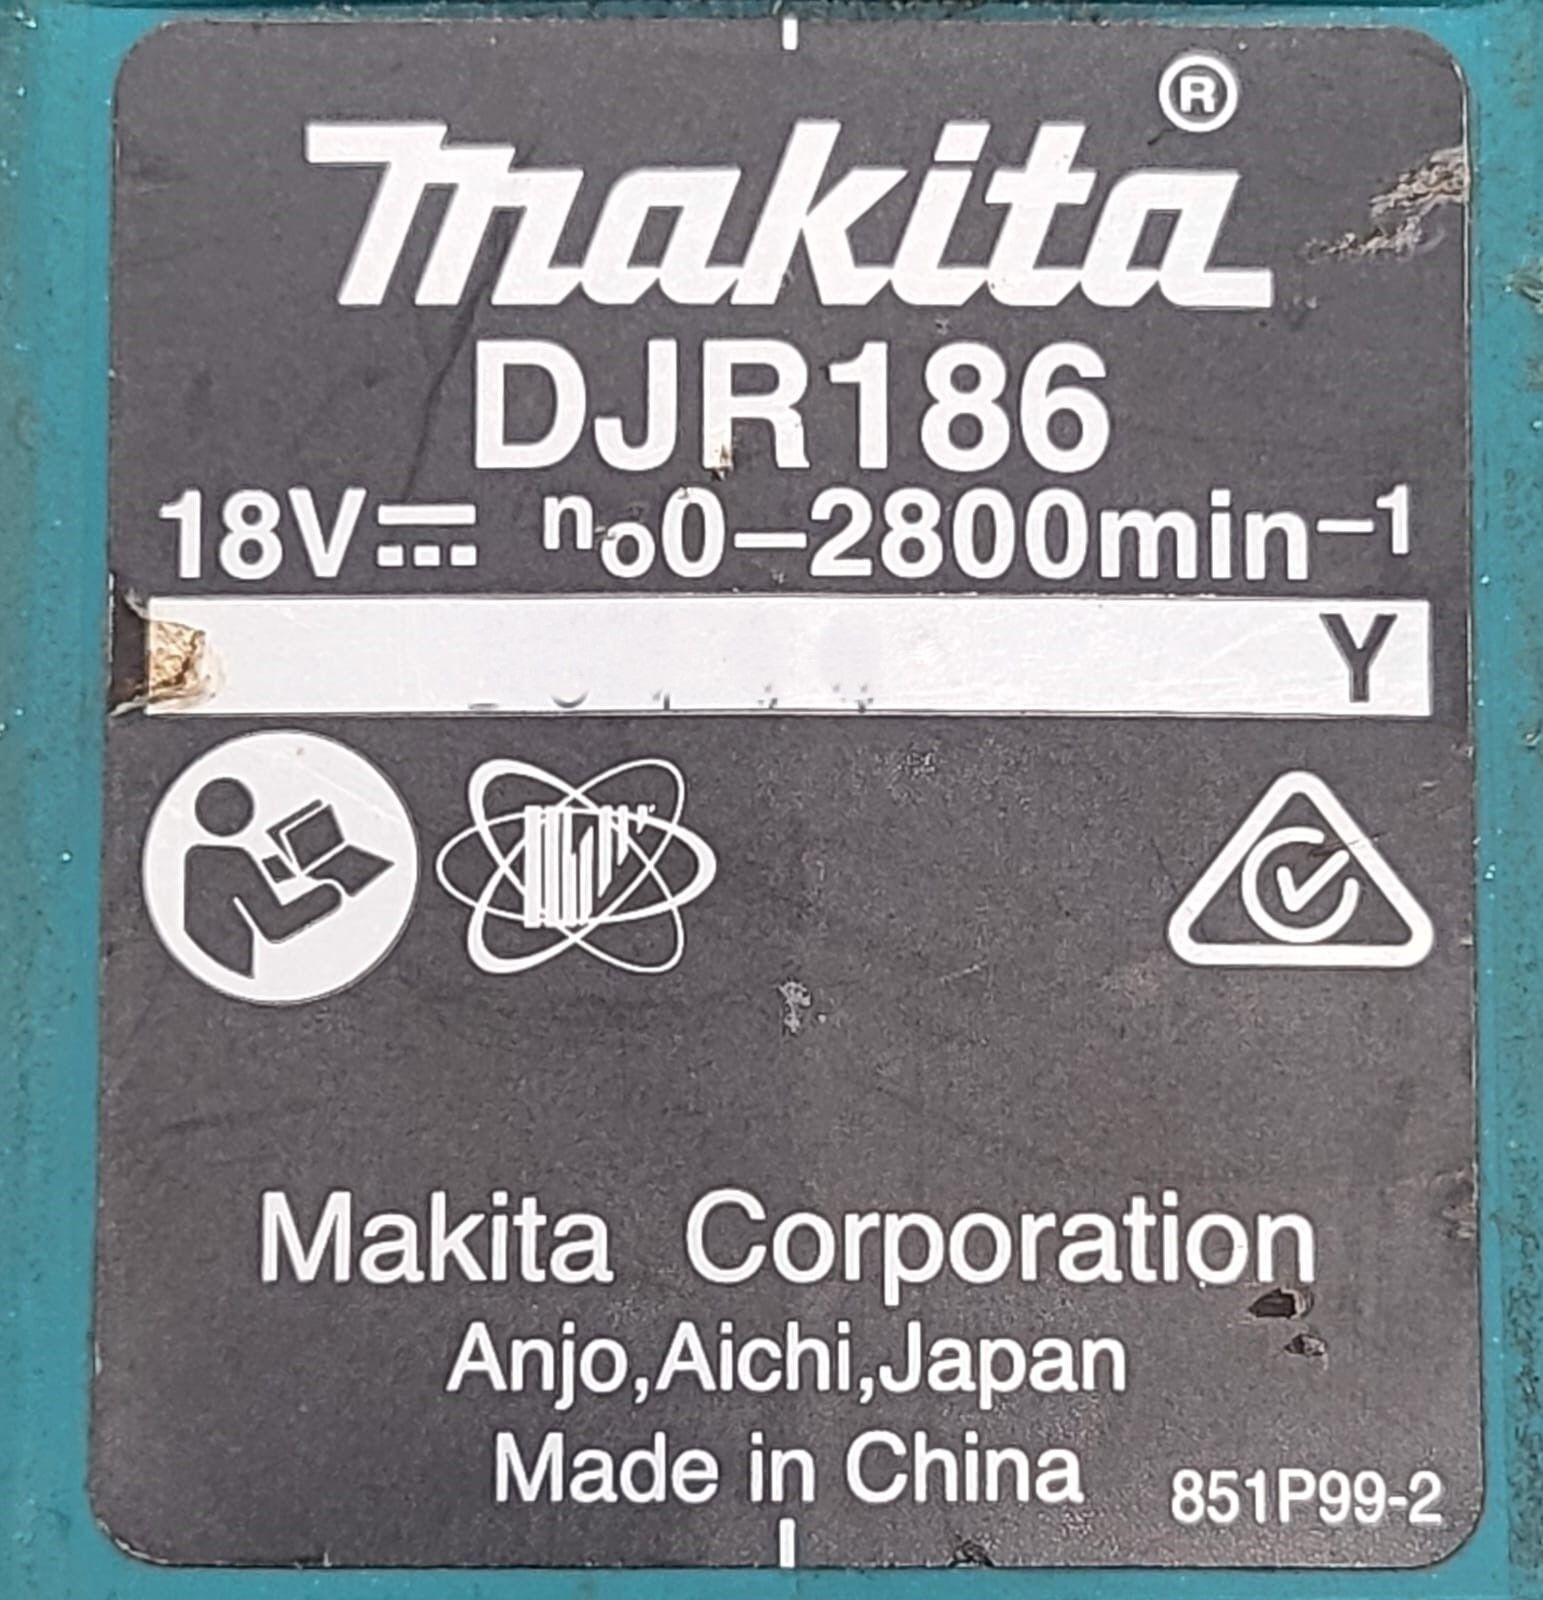 makita®
DJR186
18V⎓ n₀0–2800min⁻¹
Y
Makita Corporation
Anjo,Aichi,Japan
Made in China
851P99-2